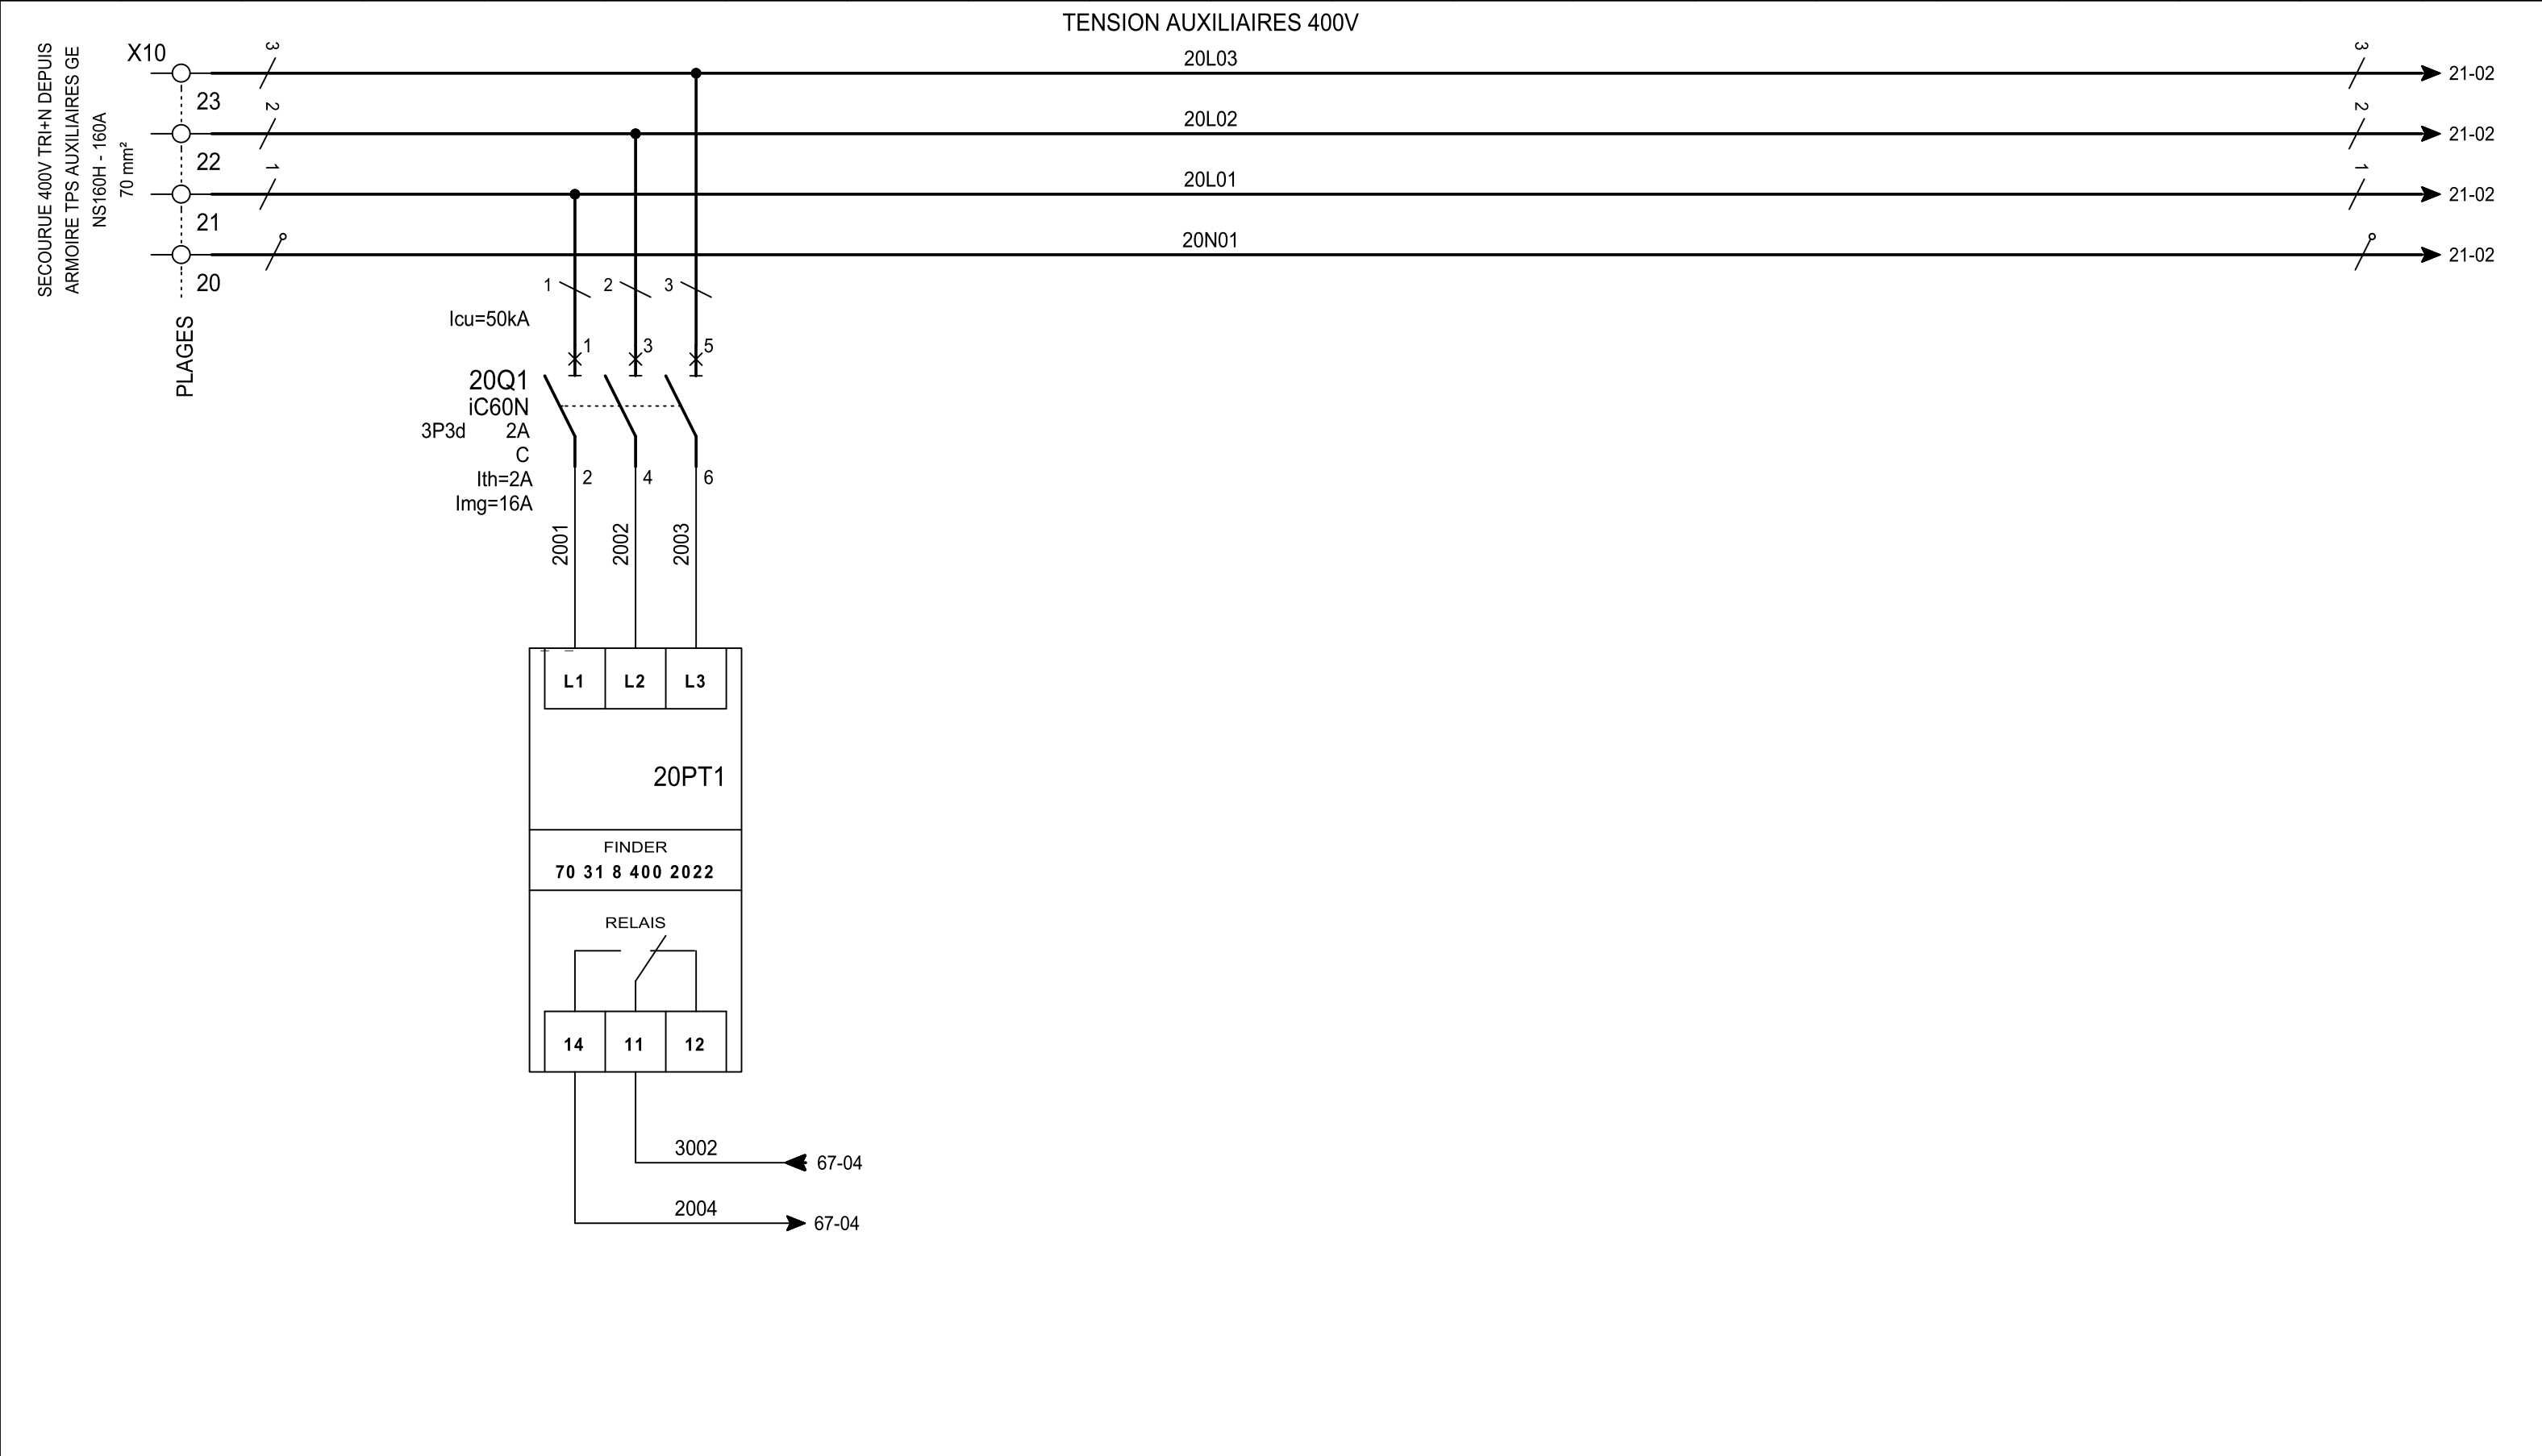 TENSION AUXILIAIRES 400V
SECOURUE 400V TRI+N DEPUIS
ARMOIRE TPS AUXILIAIRES GE
NS160H - 160A
70 mm²
X10
3
20L03
3
21-02
23
2
20L02
2
21-02
22
1
20L01
1
21-02
21
20N01
21-02
20
PLAGES
1
2
3
Icu=50kA
1
3
5
20Q1
iC60N
3P3d 2A
C
Ith=2A
Img=16A
2
4
6
2001
2002
2003
L1
L2
L3
20PT1
FINDER
70 31 8 400 2022
RELAIS
14
11
12
3002
67-04
2004
67-04